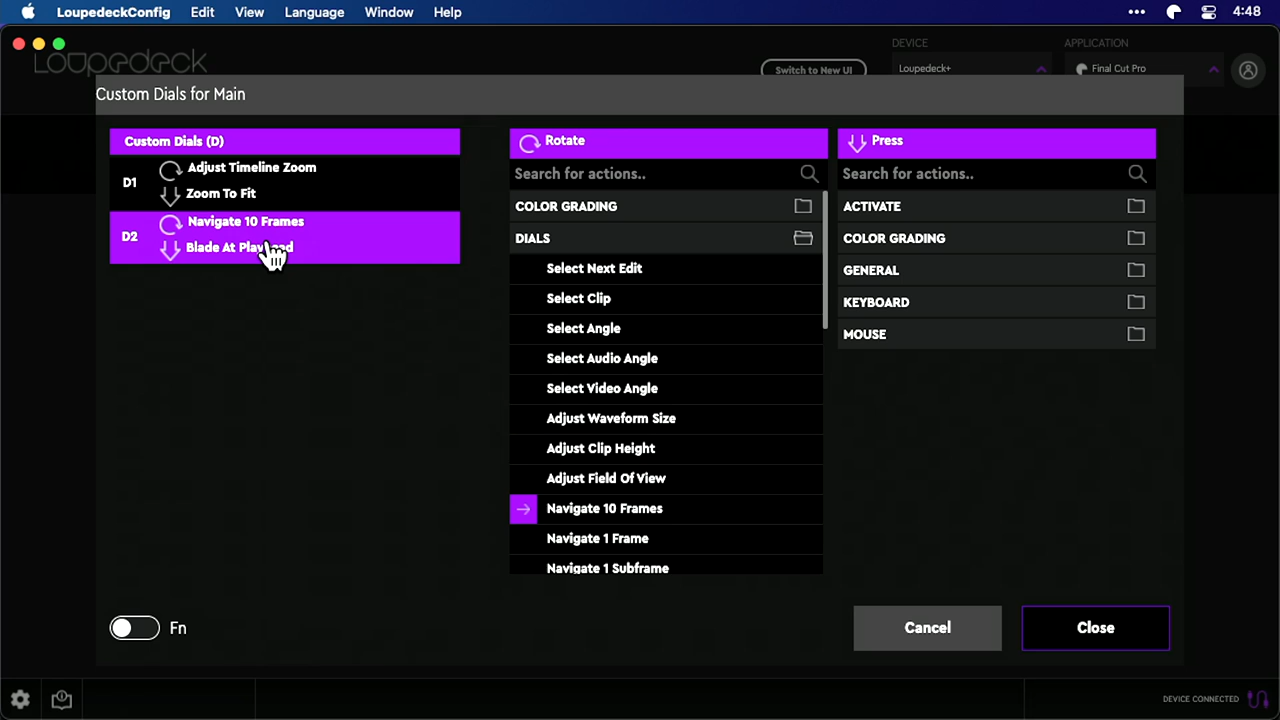 LoupedeckConfig Edit View Language Window Help ••• 4:48
Loupedeck
DEVICE APPLICATION
Switch to New UI Loupedeck+ Final Cut Pro
Custom Dials for Main
Custom Dials (D)
D1
Adjust Timeline Zoom
Zoom To Fit
D2
Navigate 10 Frames
Blade At
Rotate
Search for actions..
COLOR GRADING
DIALS
Select Next Edit
Select Clip
Select Angle
Select Audio Angle
Select Video Angle
Adjust Waveform Size
Adjust Clip Height
Adjust Field Of View
Navigate 10 Frames
Navigate 1 Frame
Navigate 1 Subframe
Press
Search for actions..
ACTIVATE
COLOR GRADING
GENERAL
KEYBOARD
MOUSE
Fn
Cancel
Close
DEVICE CONNECTED